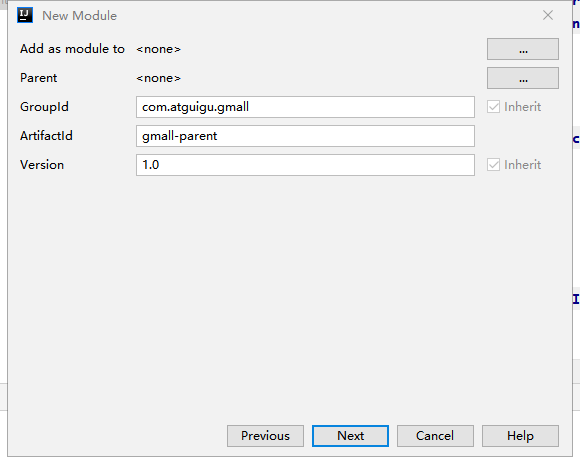 New Module
Add as module to <none> ...
Parent <none> ...
GroupId com.atguigu.gmall Inherit
ArtifactId gmall-parent
Version 1.0 Inherit
Previous Next Cancel Help